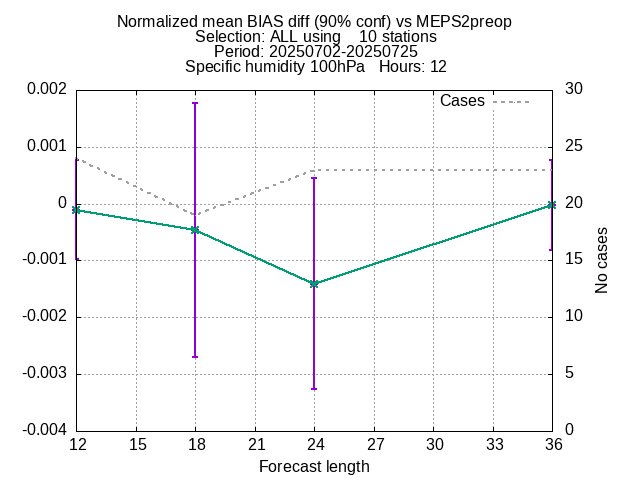 Normalized mean BIAS diff (90% conf) vs MEPS2preop
Selection: ALL using    10 stations
Period: 20250702-20250725
Specific humidity 100hPa   Hours: 12
0.002
0.001
0
-0.001
-0.002
-0.003
-0.004
30
25
20
15
10
5
0
Cases
No cases
12 15 18 21 24 27 30 33 36
Forecast length